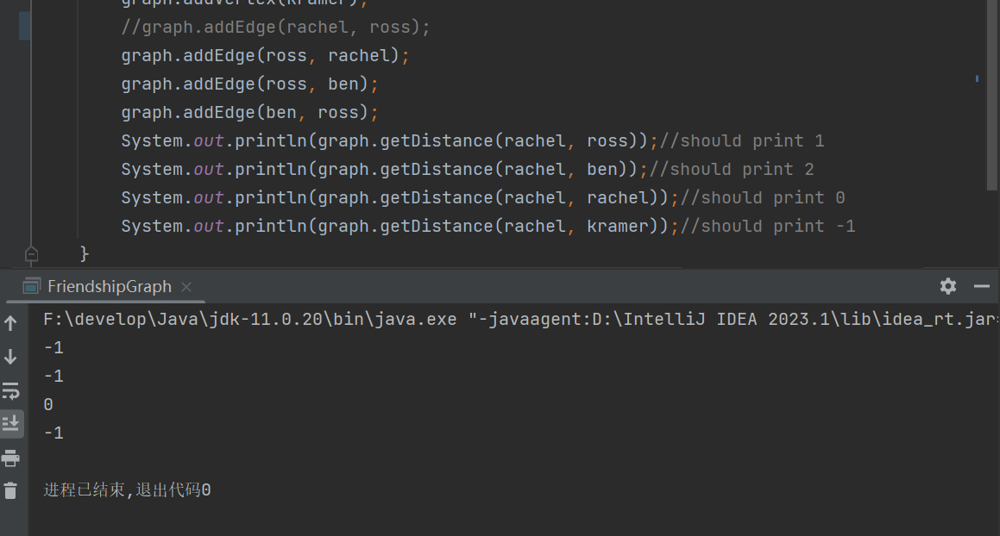 graph.addVertex(kramer);
//graph.addEdge(rachel, ross);
graph.addEdge(ross, rachel);
graph.addEdge(ross, ben);
graph.addEdge(ben, ross);
System.out.println(graph.getDistance(rachel, ross));//should print 1
System.out.println(graph.getDistance(rachel, ben));//should print 2
System.out.println(graph.getDistance(rachel, rachel));//should print 0
System.out.println(graph.getDistance(rachel, kramer));//should print -1
}
FriendshipGraph
F:\develop\Java\jdk-11.0.20\bin\java.exe "-javaagent:D:\IntelliJ IDEA 2023.1\lib\idea_rt.jar=
-1
-1
0
-1
进程已结束,退出代码0